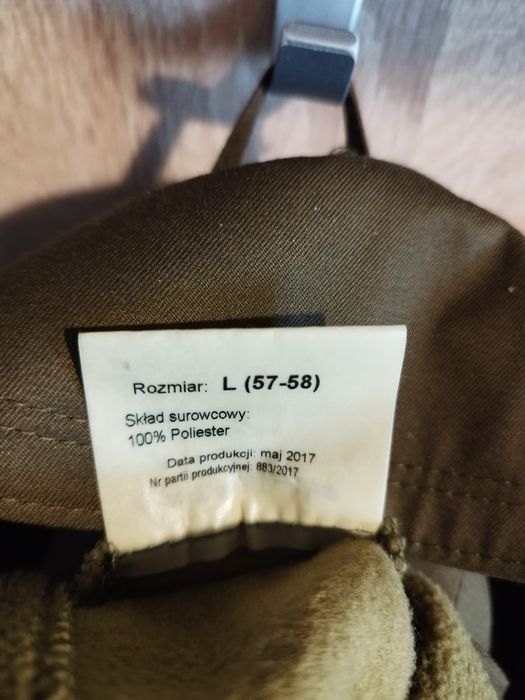 Rozmiar: L (57-58)
Skład surowcowy:
100% Poliester
Data produkcji: maj 2017
Nr partii produkcyjnej: 883/2017